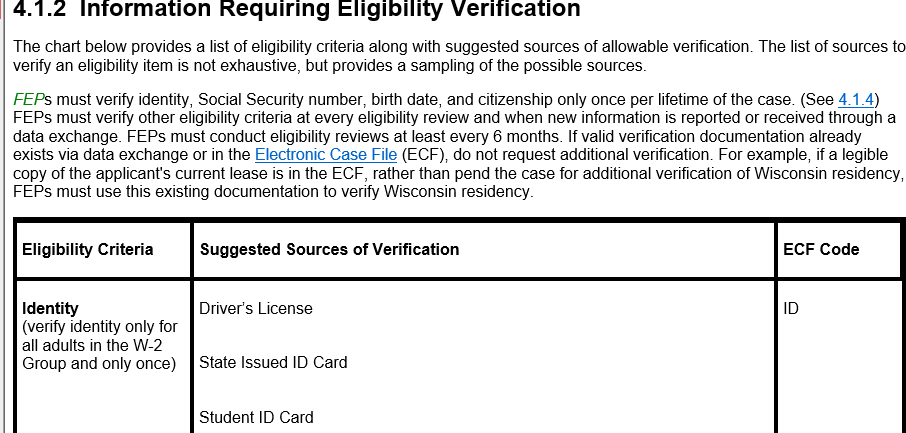 4.1.2 Information Requiring Eligibility Verification
The chart below provides a list of eligibility criteria along with suggested sources of allowable verification. The list of sources to
verify an eligibility item is not exhaustive, but provides a sampling of the possible sources.
FEPs must verify identity, Social Security number, birth date, and citizenship only once per lifetime of the case. (See 4.1.4)
FEPs must verify other eligibility criteria at every eligibility review and when new information is reported or received through a
data exchange. FEPs must conduct eligibility reviews at least every 6 months. If valid verification documentation already
exists via data exchange or in the Electronic Case File (ECF), do not request additional verification. For example, if a legible
copy of the applicant's current lease is in the ECF, rather than pend the case for additional verification of Wisconsin residency,
FEPs must use this existing documentation to verify Wisconsin residency.
Eligibility Criteria
Suggested Sources of Verification
ECF Code
Identity
(verify identity only for
all adults in the W-2
Group and only once)
Driver's License
State Issued ID Card
Student ID Card
ID